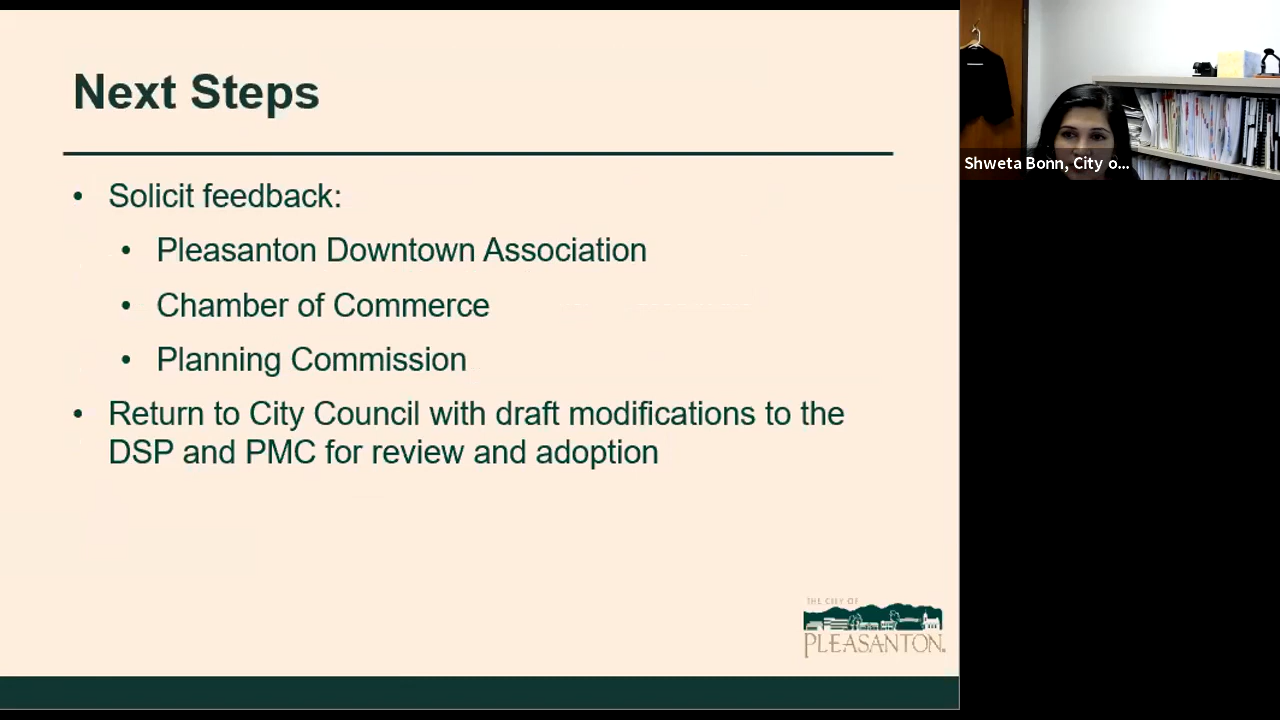 Next Steps
• Solicit feedback:
• Pleasanton Downtown Association
• Chamber of Commerce
• Planning Commission
• Return to City Council with draft modifications to the
DSP and PMC for review and adoption
THE CITY OF
PLEASANTON.
Shweta Bonn, City o...